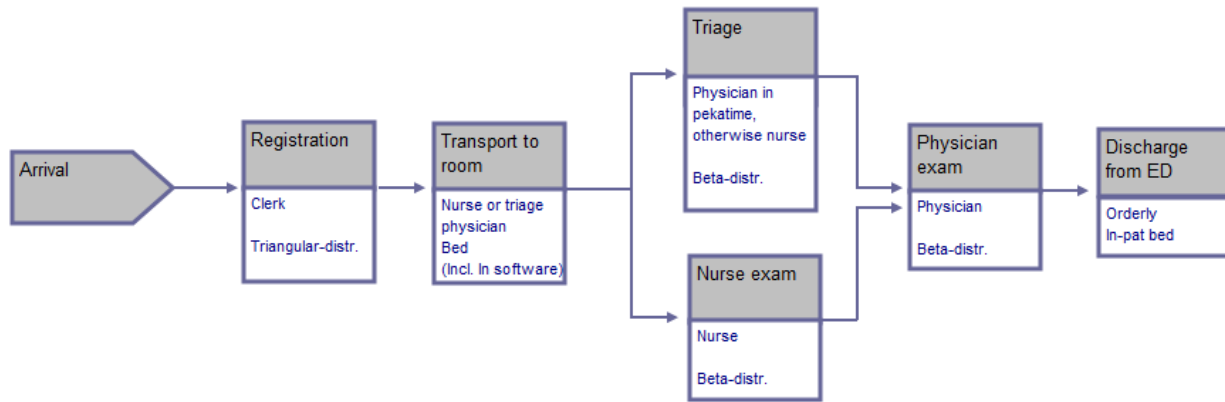 Arrival
Registration
Clerk
Triangular-distr.
Transport to
room
Nurse or triage
physician
Bed
(Incl. In software)
Triage
Physician in
pekatime,
otherwise nurse
Beta-distr.
Nurse exam
Nurse
Beta-distr.
Physician
exam
Physician
Beta-distr.
Discharge
from ED
Orderly
In-pat bed